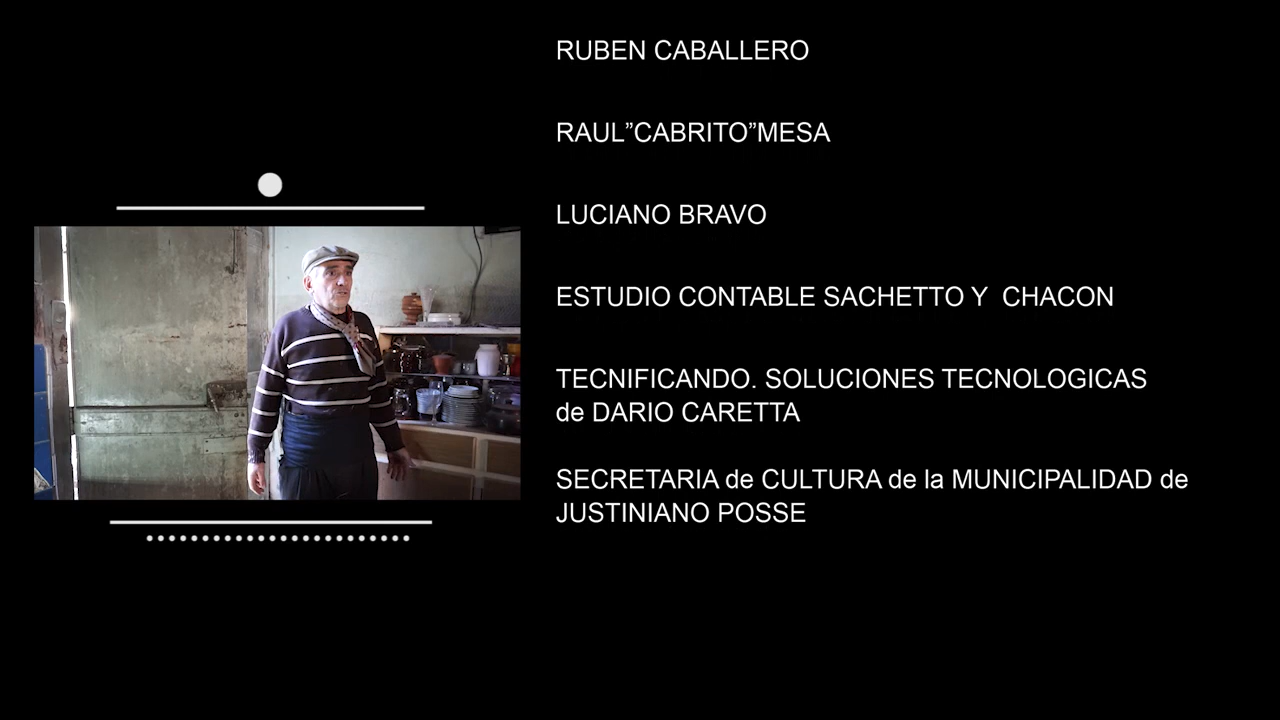 RUBEN CABALLERO
RAUL”CABRITO”MESA
LUCIANO BRAVO
ESTUDIO CONTABLE SACHETTO Y  CHACON
TECNIFICANDO. SOLUCIONES TECNOLOGICAS
de DARIO CARETTA
SECRETARIA de CULTURA de la MUNICIPALIDAD de
JUSTINIANO POSSE